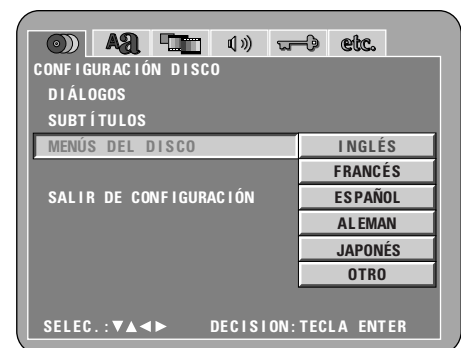 Aa etc.
CONFIGURACIÓN DISCO
DIÁLOGOS
SUBTÍTULOS
MENÚS DEL DISCO INGLÉS
FRANCÉS
SALIR DE CONFIGURACIÓN ESPAÑOL
ALEMAN
JAPONÉS
OTRO
SELEC.:▼▲◀▶ DECISION:TECLA ENTER